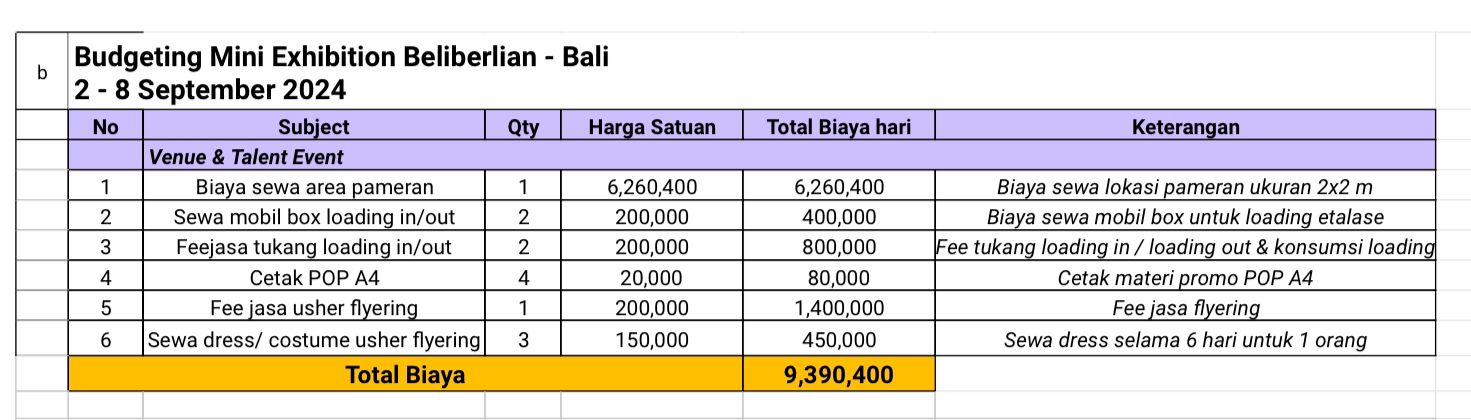 b
Budgeting Mini Exhibition Beliberlian - Bali
2 - 8 September 2024
No Subject Qty Harga Satuan Total Biaya hari Keterangan
Venue & Talent Event
1 Biaya sewa area pameran 1 6,260,400 6,260,400 Biaya sewa lokasi pameran ukuran 2x2 m
2 Sewa mobil box loading in/out 2 200,000 400,000 Biaya sewa mobil box untuk loading etalase
3 Feejasa tukang loading in/out 2 200,000 800,000 Fee tukang loading in / loading out & konsumsi loading
4 Cetak POP A4 4 20,000 80,000 Cetak materi promo POP A4
5 Fee jasa usher flyering 1 200,000 1,400,000 Fee jasa flyering
6 Sewa dress/ costume usher flyering 3 150,000 450,000 Sewa dress selama 6 hari untuk 1 orang
Total Biaya 9,390,400